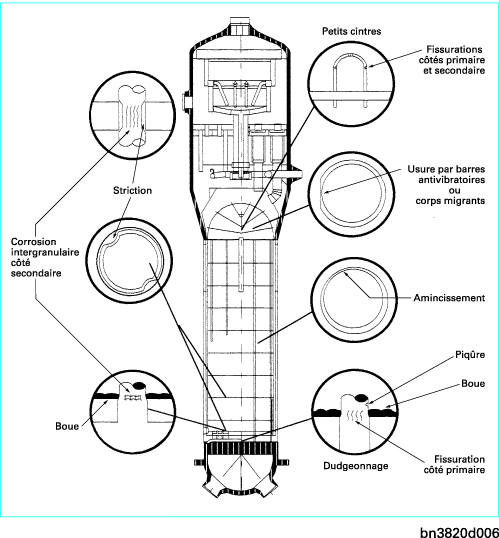 Petits cintres
Fissurations
côtés primaire
et secondaire
Usure par barres
antivibratoires
ou
corps migrants
Striction
Corrosion
intergranulaire
côté
secondaire
Amincissement
Piqûre
Boue
Boue
Dudgeonnage
Fissuration
côté primaire
bn3820d006